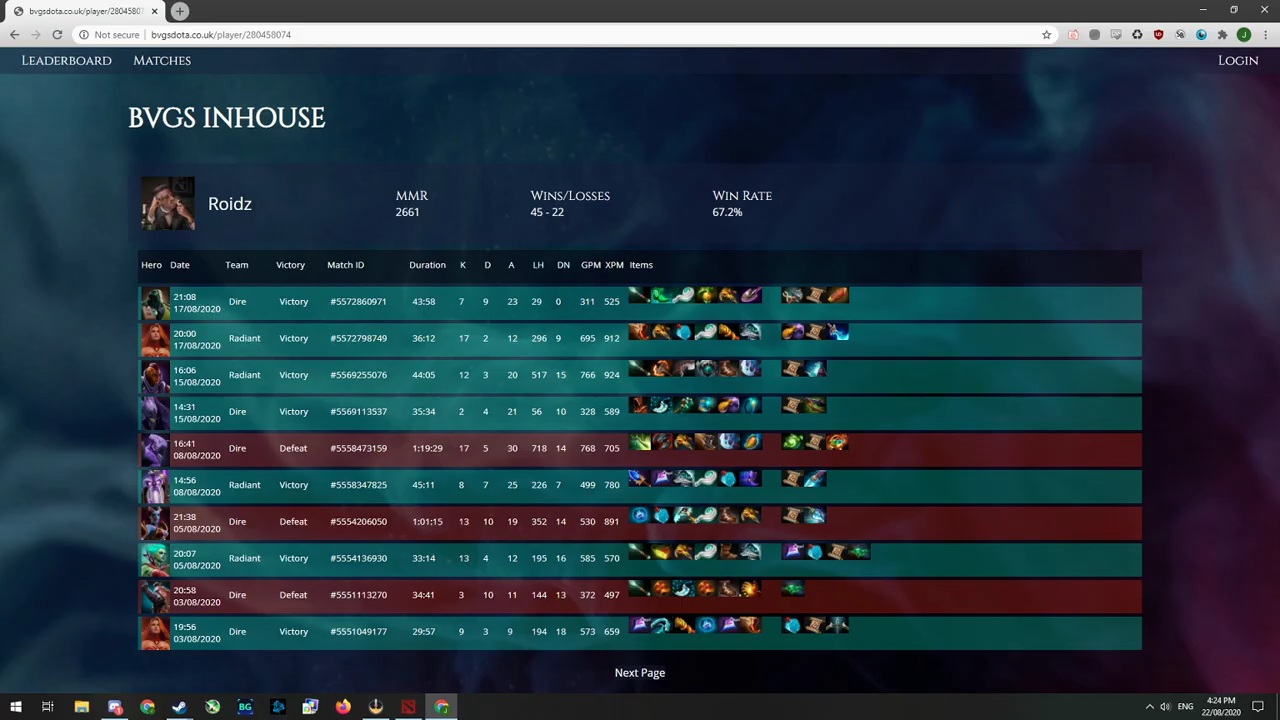 bvgsdota.co.uk/player/28045807
Not secure
bvgsdota.co.uk/player/280458074
Leaderboard Matches Login
BVGS INHOUSE
Roidz
MMR Wins/Losses Win Rate
2661 45 - 22 67.2%
Hero Date Team Victory Match ID Duration K D A LH DN GPM XPM Items
21:08 17/08/2020 Dire Victory #5572860971 43:58 7 9 23 29 0 311 525
20:00 17/08/2020 Radiant Victory #5572798749 36:12 17 2 12 296 9 695 912
16:06 15/08/2020 Radiant Victory #5569255076 44:05 12 3 20 517 15 766 924
14:31 15/08/2020 Dire Victory #5569113537 35:34 2 4 21 56 10 328 589
16:41 08/08/2020 Dire Defeat #5558473159 1:19:29 17 5 30 718 14 768 705
14:56 08/08/2020 Radiant Victory #5558347825 45:11 8 7 25 226 7 499 780
21:38 05/08/2020 Dire Defeat #5554206050 1:01:15 13 10 19 352 14 530 891
20:07 05/08/2020 Radiant Victory #5554136930 33:14 13 4 12 195 16 585 570
20:58 03/08/2020 Dire Defeat #5551113270 34:41 3 10 11 144 13 372 497
19:56 03/08/2020 Dire Victory #5551049177 29:57 9 3 9 194 18 573 659
Next Page
BG
ENG
4:24 PM
22/08/2020